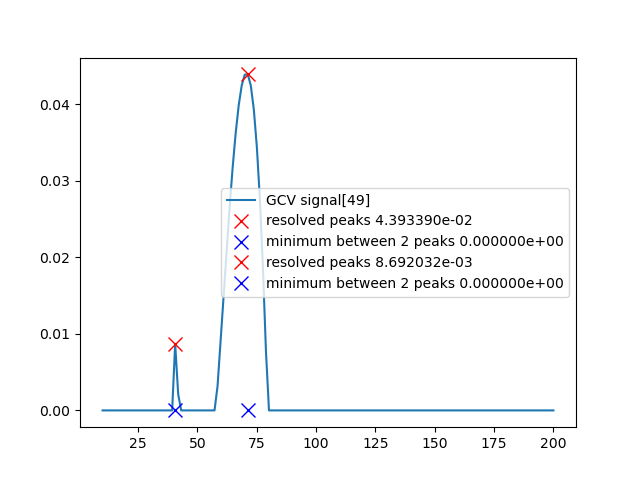 0.04
0.03
0.02
0.01
0.00
GCV signal[49]
resolved peaks 4.393390e-02
minimum between 2 peaks 0.000000e+00
resolved peaks 8.692032e-03
minimum between 2 peaks 0.000000e+00
25 50 75 100 125 150 175 200